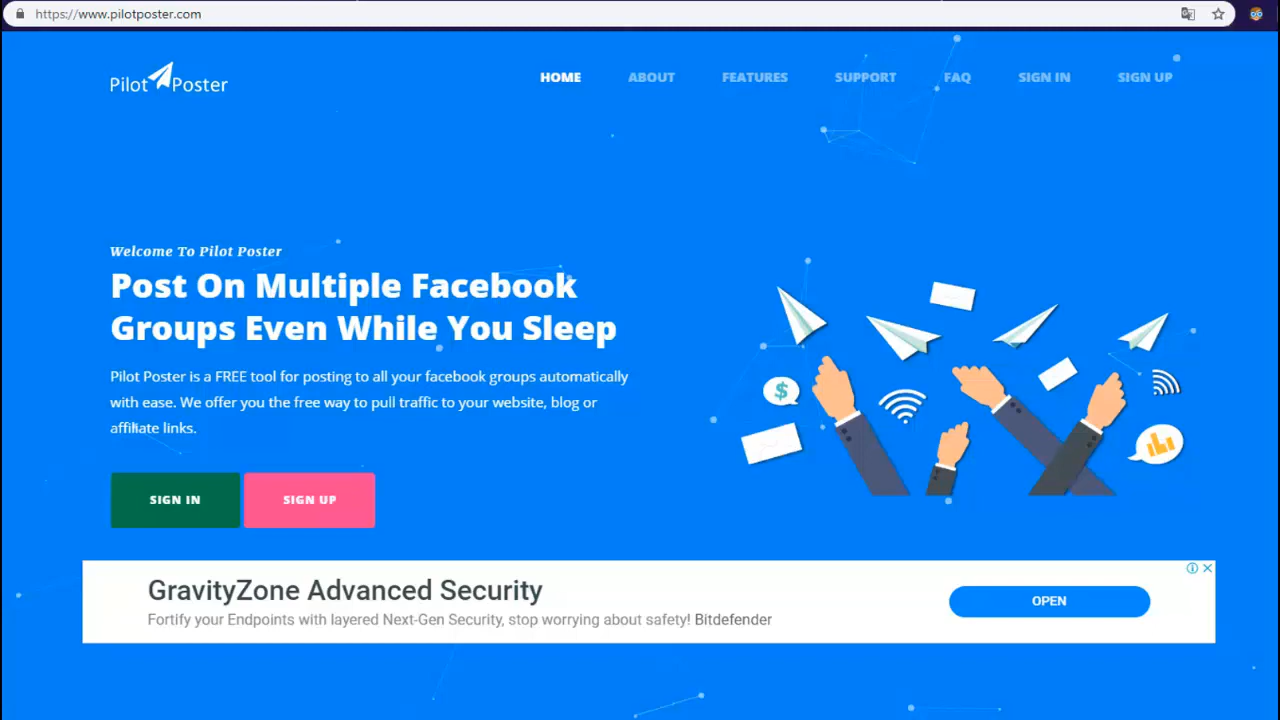 https://www.pilotposter.com
Pilot Poster
HOME ABOUT FEATURES SUPPORT FAQ SIGN IN SIGN UP
Welcome To Pilot Poster
Post On Multiple Facebook
Groups Even While You Sleep
Pilot Poster is a FREE tool for posting to all your facebook groups automatically
with ease. We offer you the free way to pull traffic to your website, blog or
affiliate links.
SIGN IN SIGN UP
GravityZone Advanced Security
Fortify your Endpoints with layered Next-Gen Security, stop worrying about safety! Bitdefender
OPEN